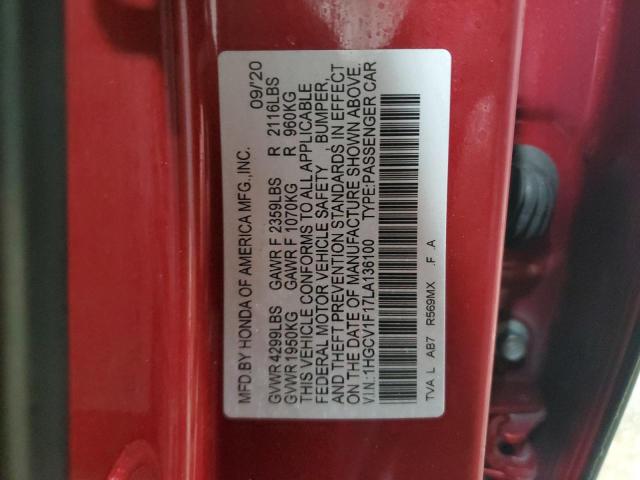 MFD BY HONDA OF AMERICA MFG.,INC. 09/20
GVWR 4299LBS GAWR F 2359LBS R 2116LBS
GVWR 1950KG GAWR F 1070KG R 960KG
THIS VEHICLE CONFORMS TO ALL APPLICABLE
FEDERAL MOTOR VEHICLE SAFETY , BUMPER,
AND THEFT PREVENTION STANDARDS IN EFFECT
ON THE DATE OF MANUFACTURE SHOWN ABOVE.
V I N : 1HGCV1F17LA136100 TYPE:PASSENGER CAR
TVA L AB7 R569MX .F .A